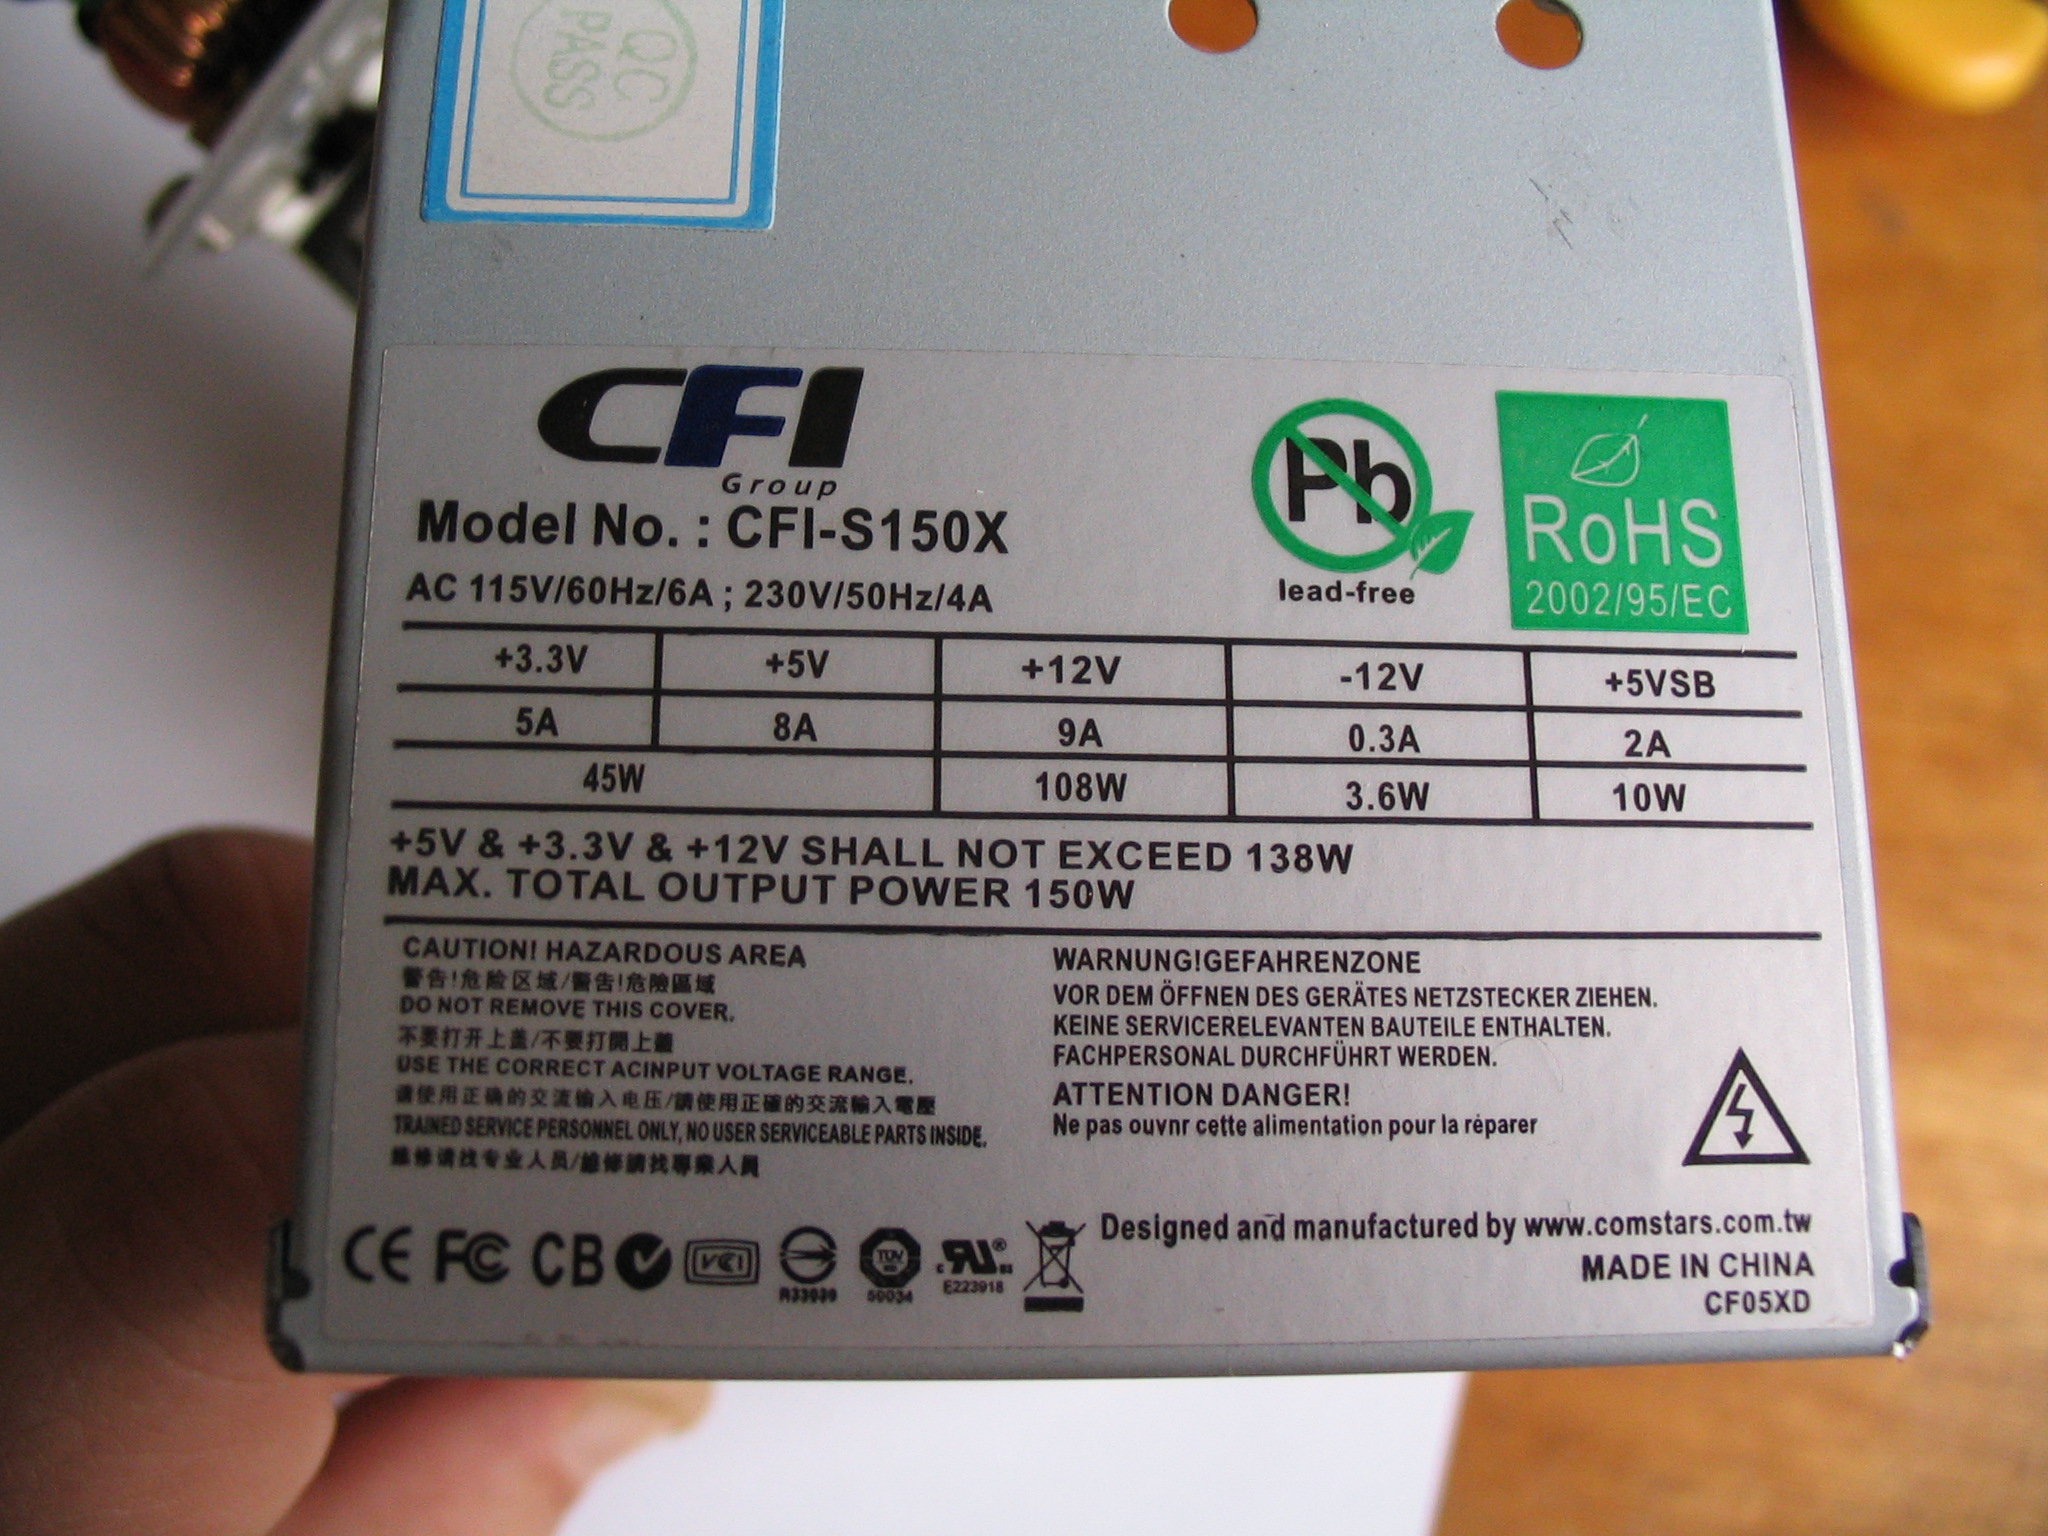 QC
PASS
CFI
Group
Model No. : CFI-S150X
AC 115V/60Hz/6A ; 230V/50Hz/4A
Pb
lead-free
RoHS
2002/95/EC
+3.3V +5V +12V -12V +5VSB
5A 8A 9A 0.3A 2A
45W 108W 3.6W 10W
+5V & +3.3V & +12V SHALL NOT EXCEED 138W
MAX. TOTAL OUTPUT POWER 150W
CAUTION! HAZARDOUS AREA
警告!危险区域/警告!危險區域
DO NOT REMOVE THIS COVER.
不要打开上盖/不要打開上蓋
USE THE CORRECT ACINPUT VOLTAGE RANGE.
请使用正确的交流输入电压/請使用正確的交流輸入電壓
TRAINED SERVICE PERSONNEL ONLY, NO USER SERVICEABLE PARTS INSIDE.
维修请找专业人员/維修請找專業人員
WARNUNG!GEFAHRENZONE
VOR DEM ÖFFNEN DES GERÄTES NETZSTECKER ZIEHEN.
KEINE SERVICERELEVANTEN BAUTEILE ENTHALTEN.
FACHPERSONAL DURCHFÜHRT WERDEN.
ATTENTION DANGER!
Ne pas ouvnr cette alimentation pour la réparer
CE FC CB VCI
R33030
TUV
50034
c RU us
E223918
Designed and manufactured by www.comstars.com.tw
MADE IN CHINA
CF05XD